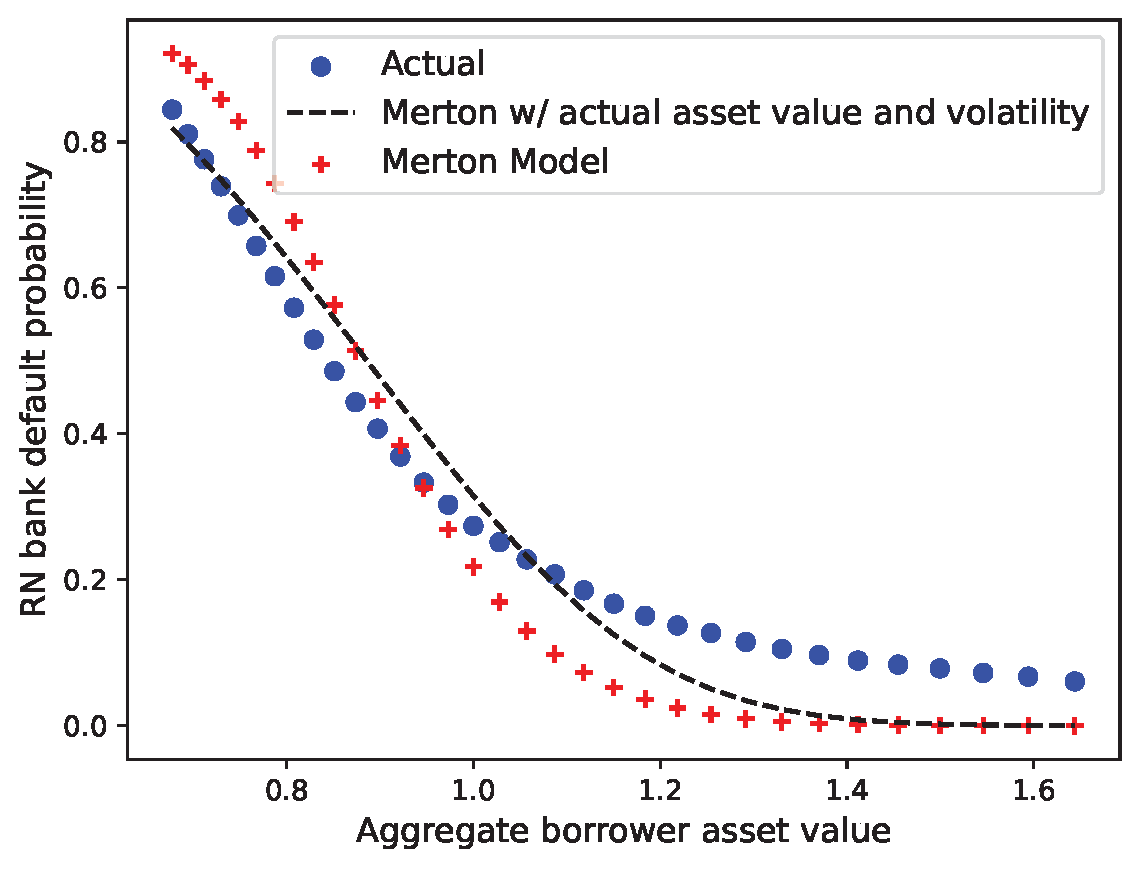 Actual
Merton w/ actual asset value and volatility
Merton Model
RN bank default probability
0.8
0.6
0.4
0.2
0.0
0.8 1.0 1.2 1.4 1.6
Aggregate borrower asset value